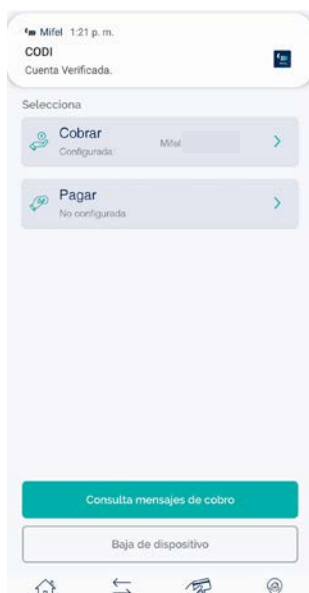 Mifel 1:21 p. m.
CODI
Cuenta Verificada.
Selecciona
Cobrar
Configurada: Mifel
Pagar
No configurada
Consulta mensajes de cobro
Baja de dispositivo